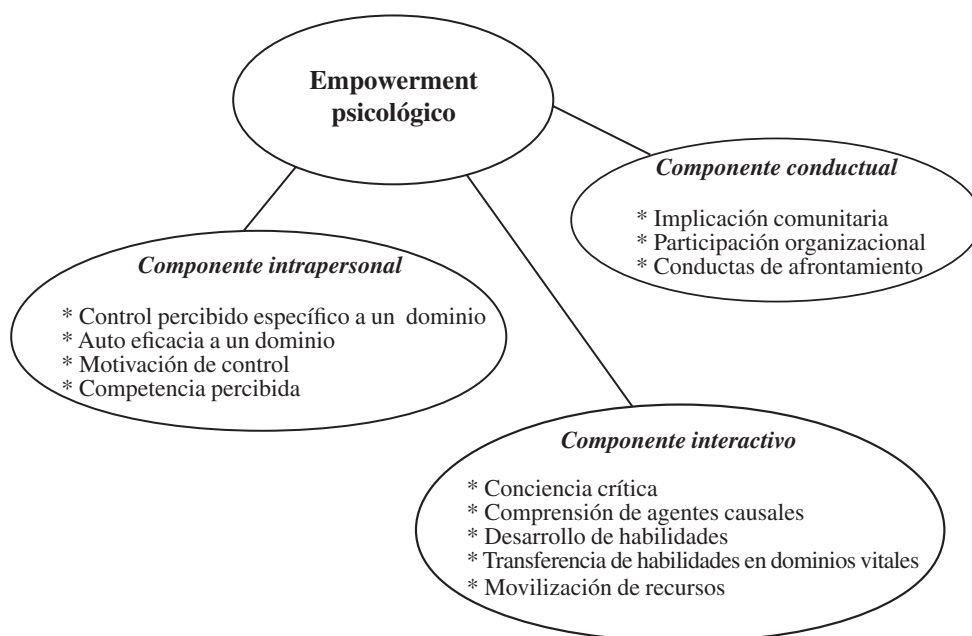 Empowerment
psicológico
Componente conductual
* Implicación comunitaria
* Participación organizacional
* Conductas de afrontamiento
Componente intrapersonal
* Control percibido específico a un dominio
* Auto eficacia a un dominio
* Motivación de control
* Competencia percibida
Componente interactivo
* Conciencia crítica
* Comprensión de agentes causales
* Desarrollo de habilidades
* Transferencia de habilidades en dominios vitales
* Movilización de recursos